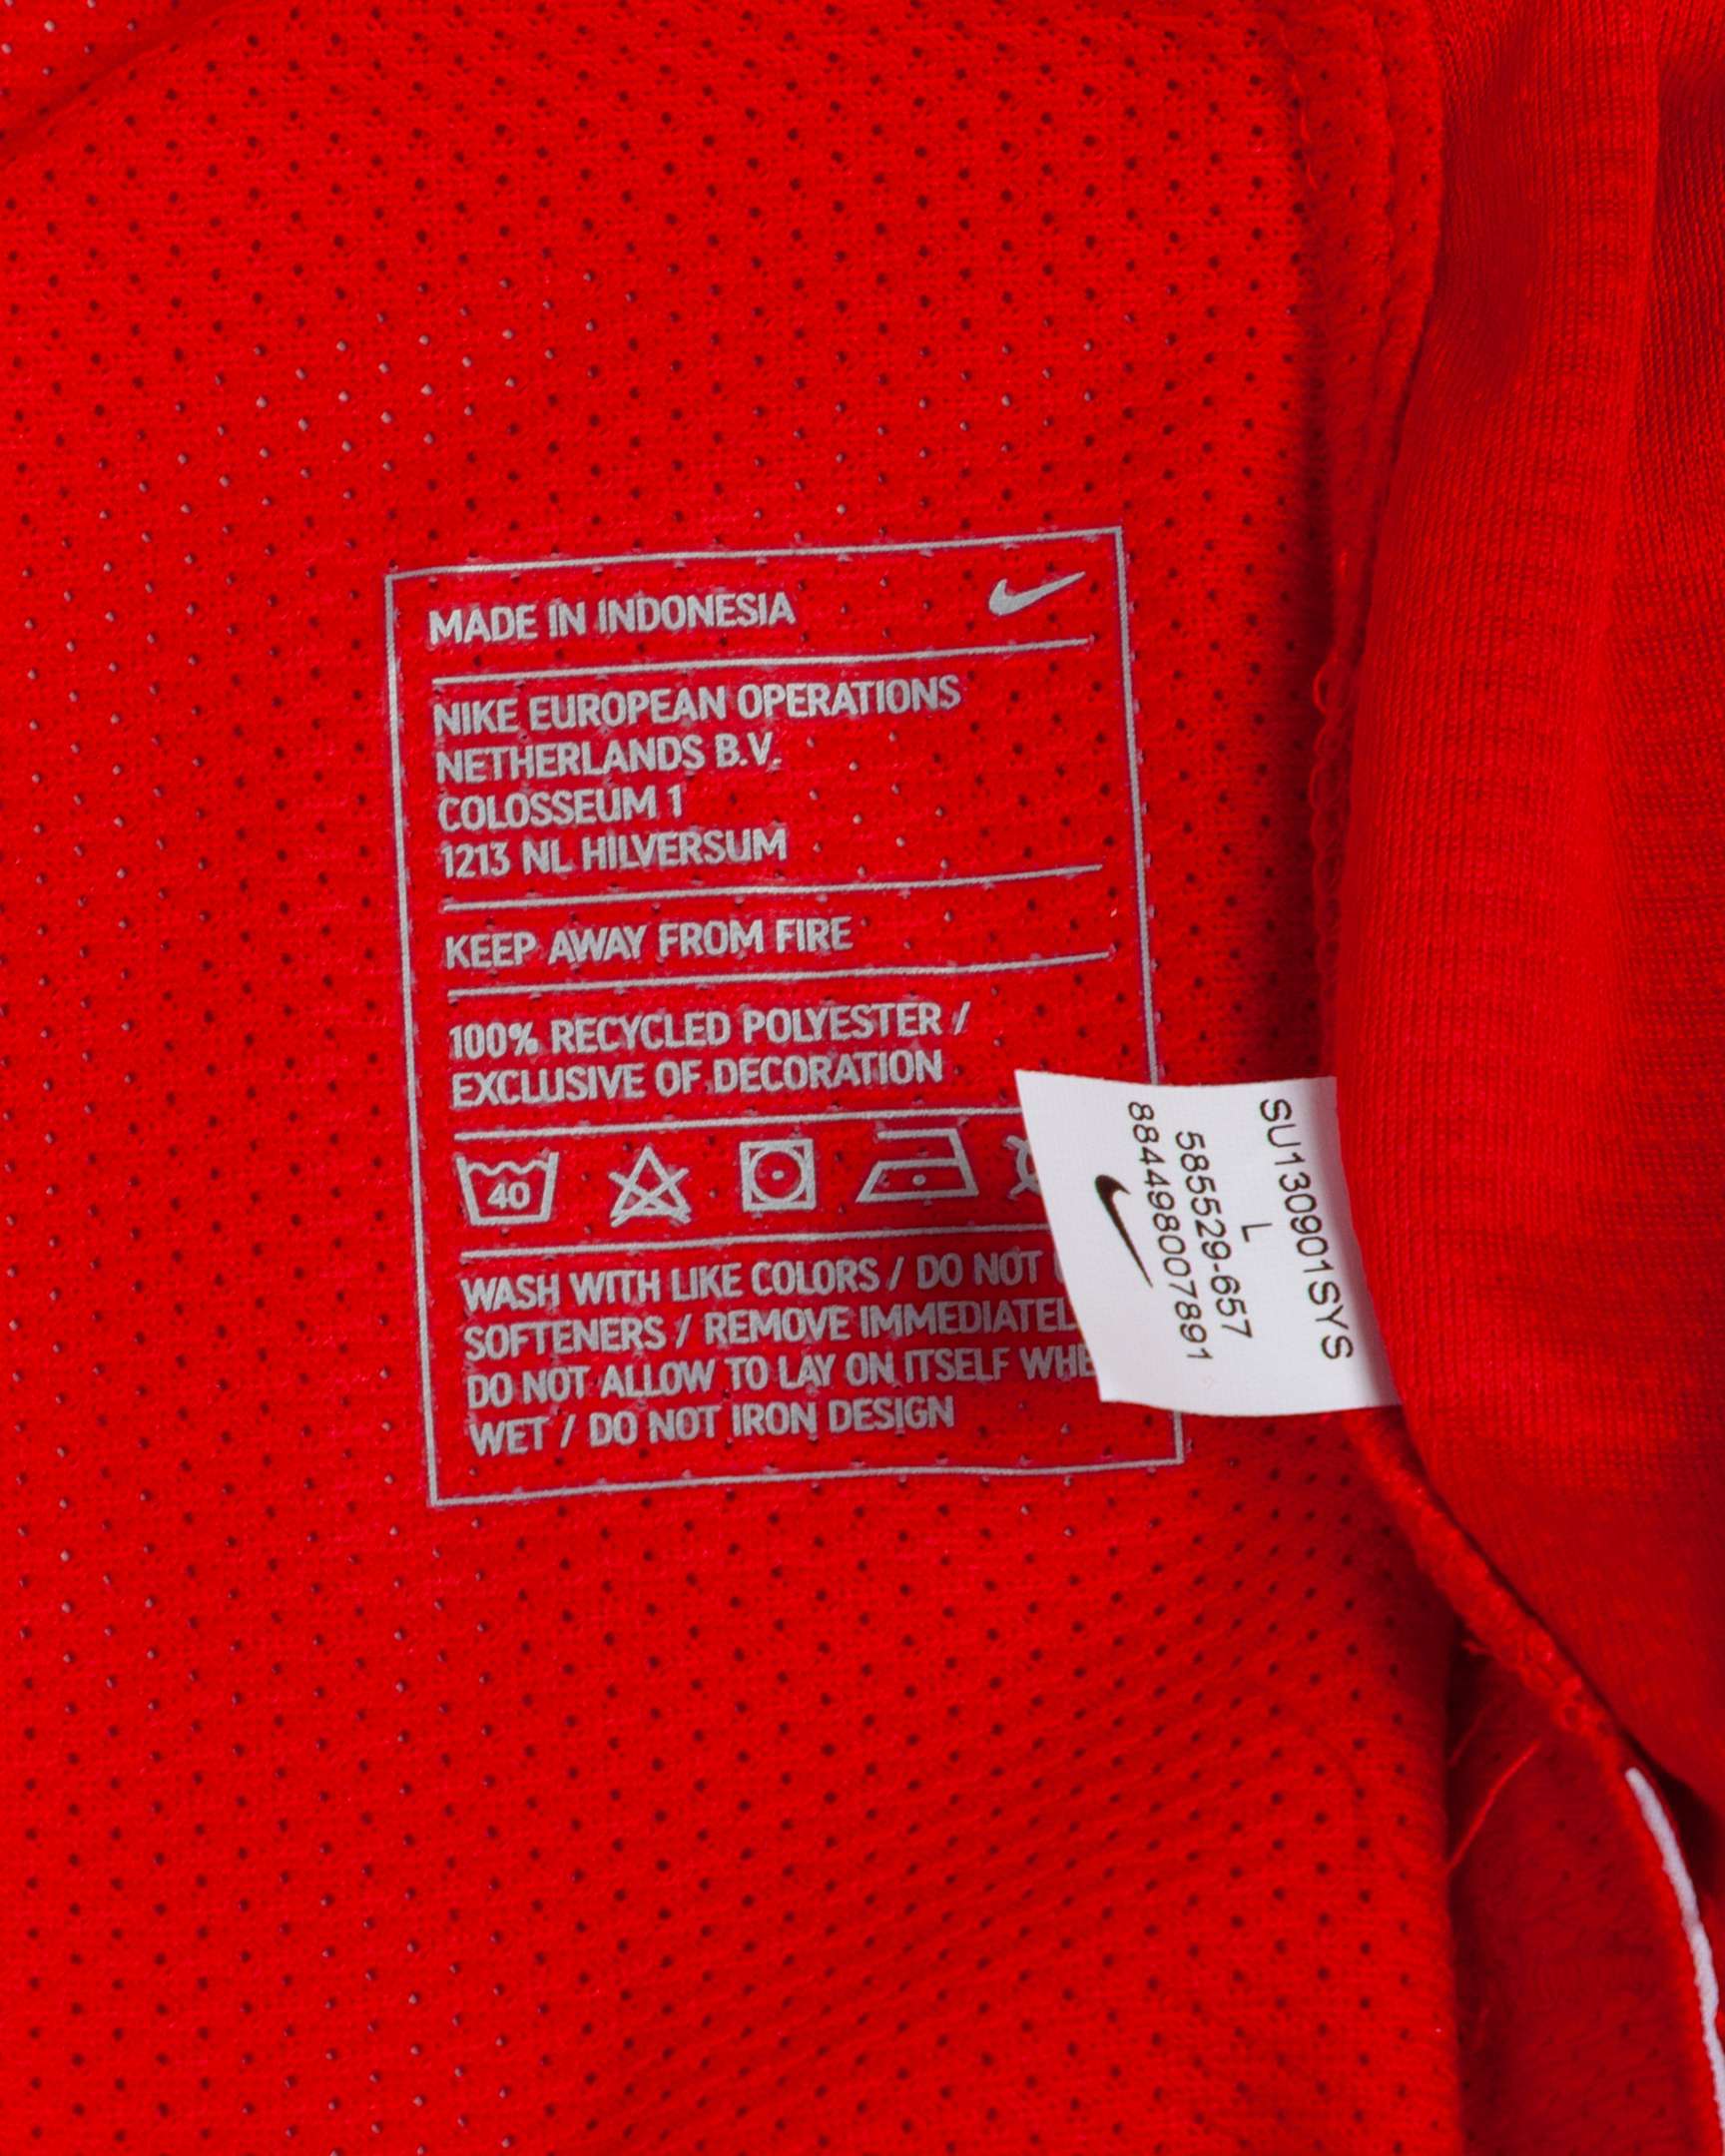 MADE IN INDONESIA
NIKE EUROPEAN OPERATIONS
NETHERLANDS B.V.
COLOSSEUM 1
1213 NL HILVERSUM
KEEP AWAY FROM FIRE
100% RECYCLED POLYESTER /
EXCLUSIVE OF DECORATION
40
WASH WITH LIKE COLORS / DO NOT
SOFTENERS / REMOVE
DO NOT ALLOW TO LAY ON ITSELF
WET / DO NOT IRON DESIGN
SU130901SYS
L
585529-657
884498007891